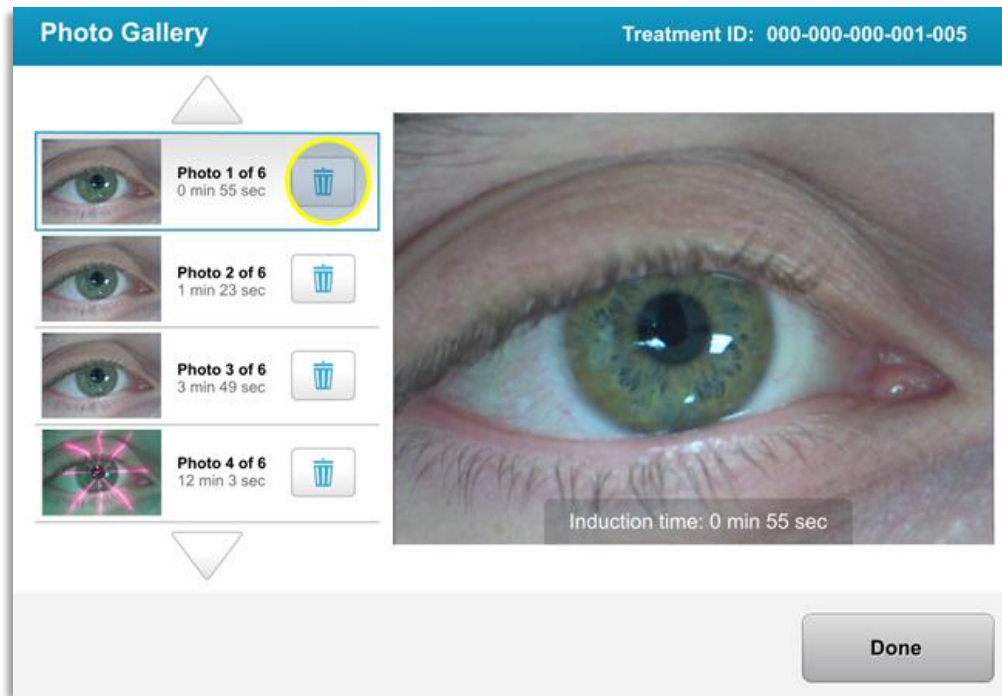 Photo Gallery
Treatment ID: 000-000-000-001-005
Photo 1 of 6
0 min 55 sec
Photo 2 of 6
1 min 23 sec
Photo 3 of 6
3 min 49 sec
Photo 4 of 6
12 min 3 sec
Induction time: 0 min 55 sec
Done